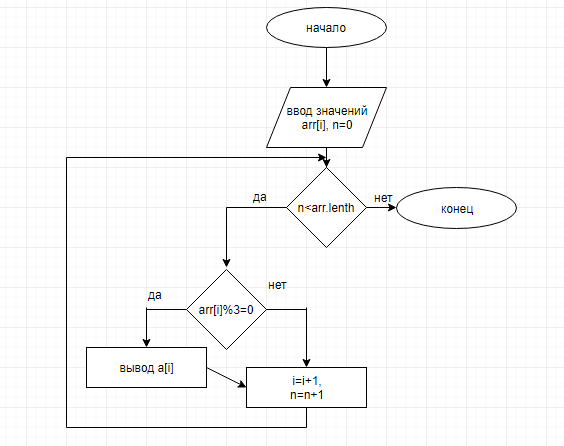 начало
ввод значений
arr[i], n=0
n<arr.lenth
да
нет
конец
arr[i]%3=0
да
нет
вывод a[i]
i=i+1,
n=n+1